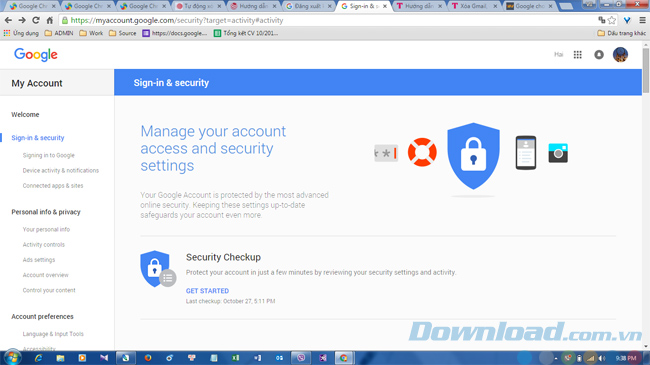 Google Ch
Google Ch
Google Ch
Tự động
Hướng dẫn
Đăng xuất
Sign-in &
Hướng dẫn
Xóa Gmail
Google ch
https://myaccount.google.com/security?target=activity#activity
Ứng dụng ADMIN Work Source https://docs.google... Tổng kết CV 10/201... Dấu trang khác
Google
Mai
My Account
Sign-in & security
Welcome
Sign-in & security
Signing in to Google
Device activity & notifications
Connected apps & sites
Personal info & privacy
Your personal info
Activity controls
Ads settings
Account overview
Control your content
Account preferences
Language & Input Tools
Accessibility
Manage your account
access and security
settings
Your Google Account is protected by the most advanced
online security. Keeping these settings up-to-date
safeguards your account even more.
Security Checkup
Protect your account in just a few minutes by reviewing your security settings and activity.
GET STARTED
Last checkup: October 27, 5:11 PM
Download.com.vn
9:38 PM